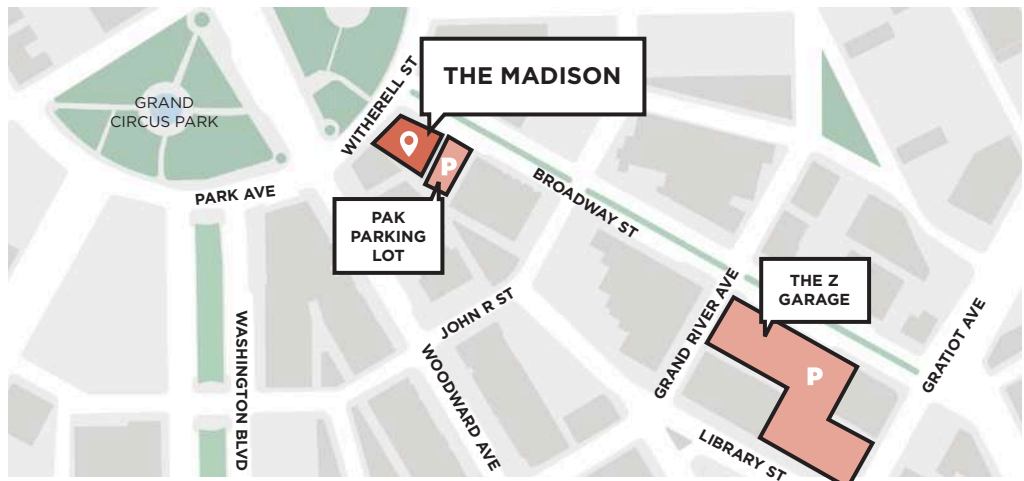 THE MADISON
WITHERELL ST
GRAND
CIRCUS PARK
P
PARK AVE
PAK
PARKING
LOT
BROADWAY ST
THE Z
GARAGE
JOHN R ST
GRAND RIVER AVE
GRATIOT AVE
WASHINGTON BLVD
WOODWARD AVE
P
LIBRARY ST